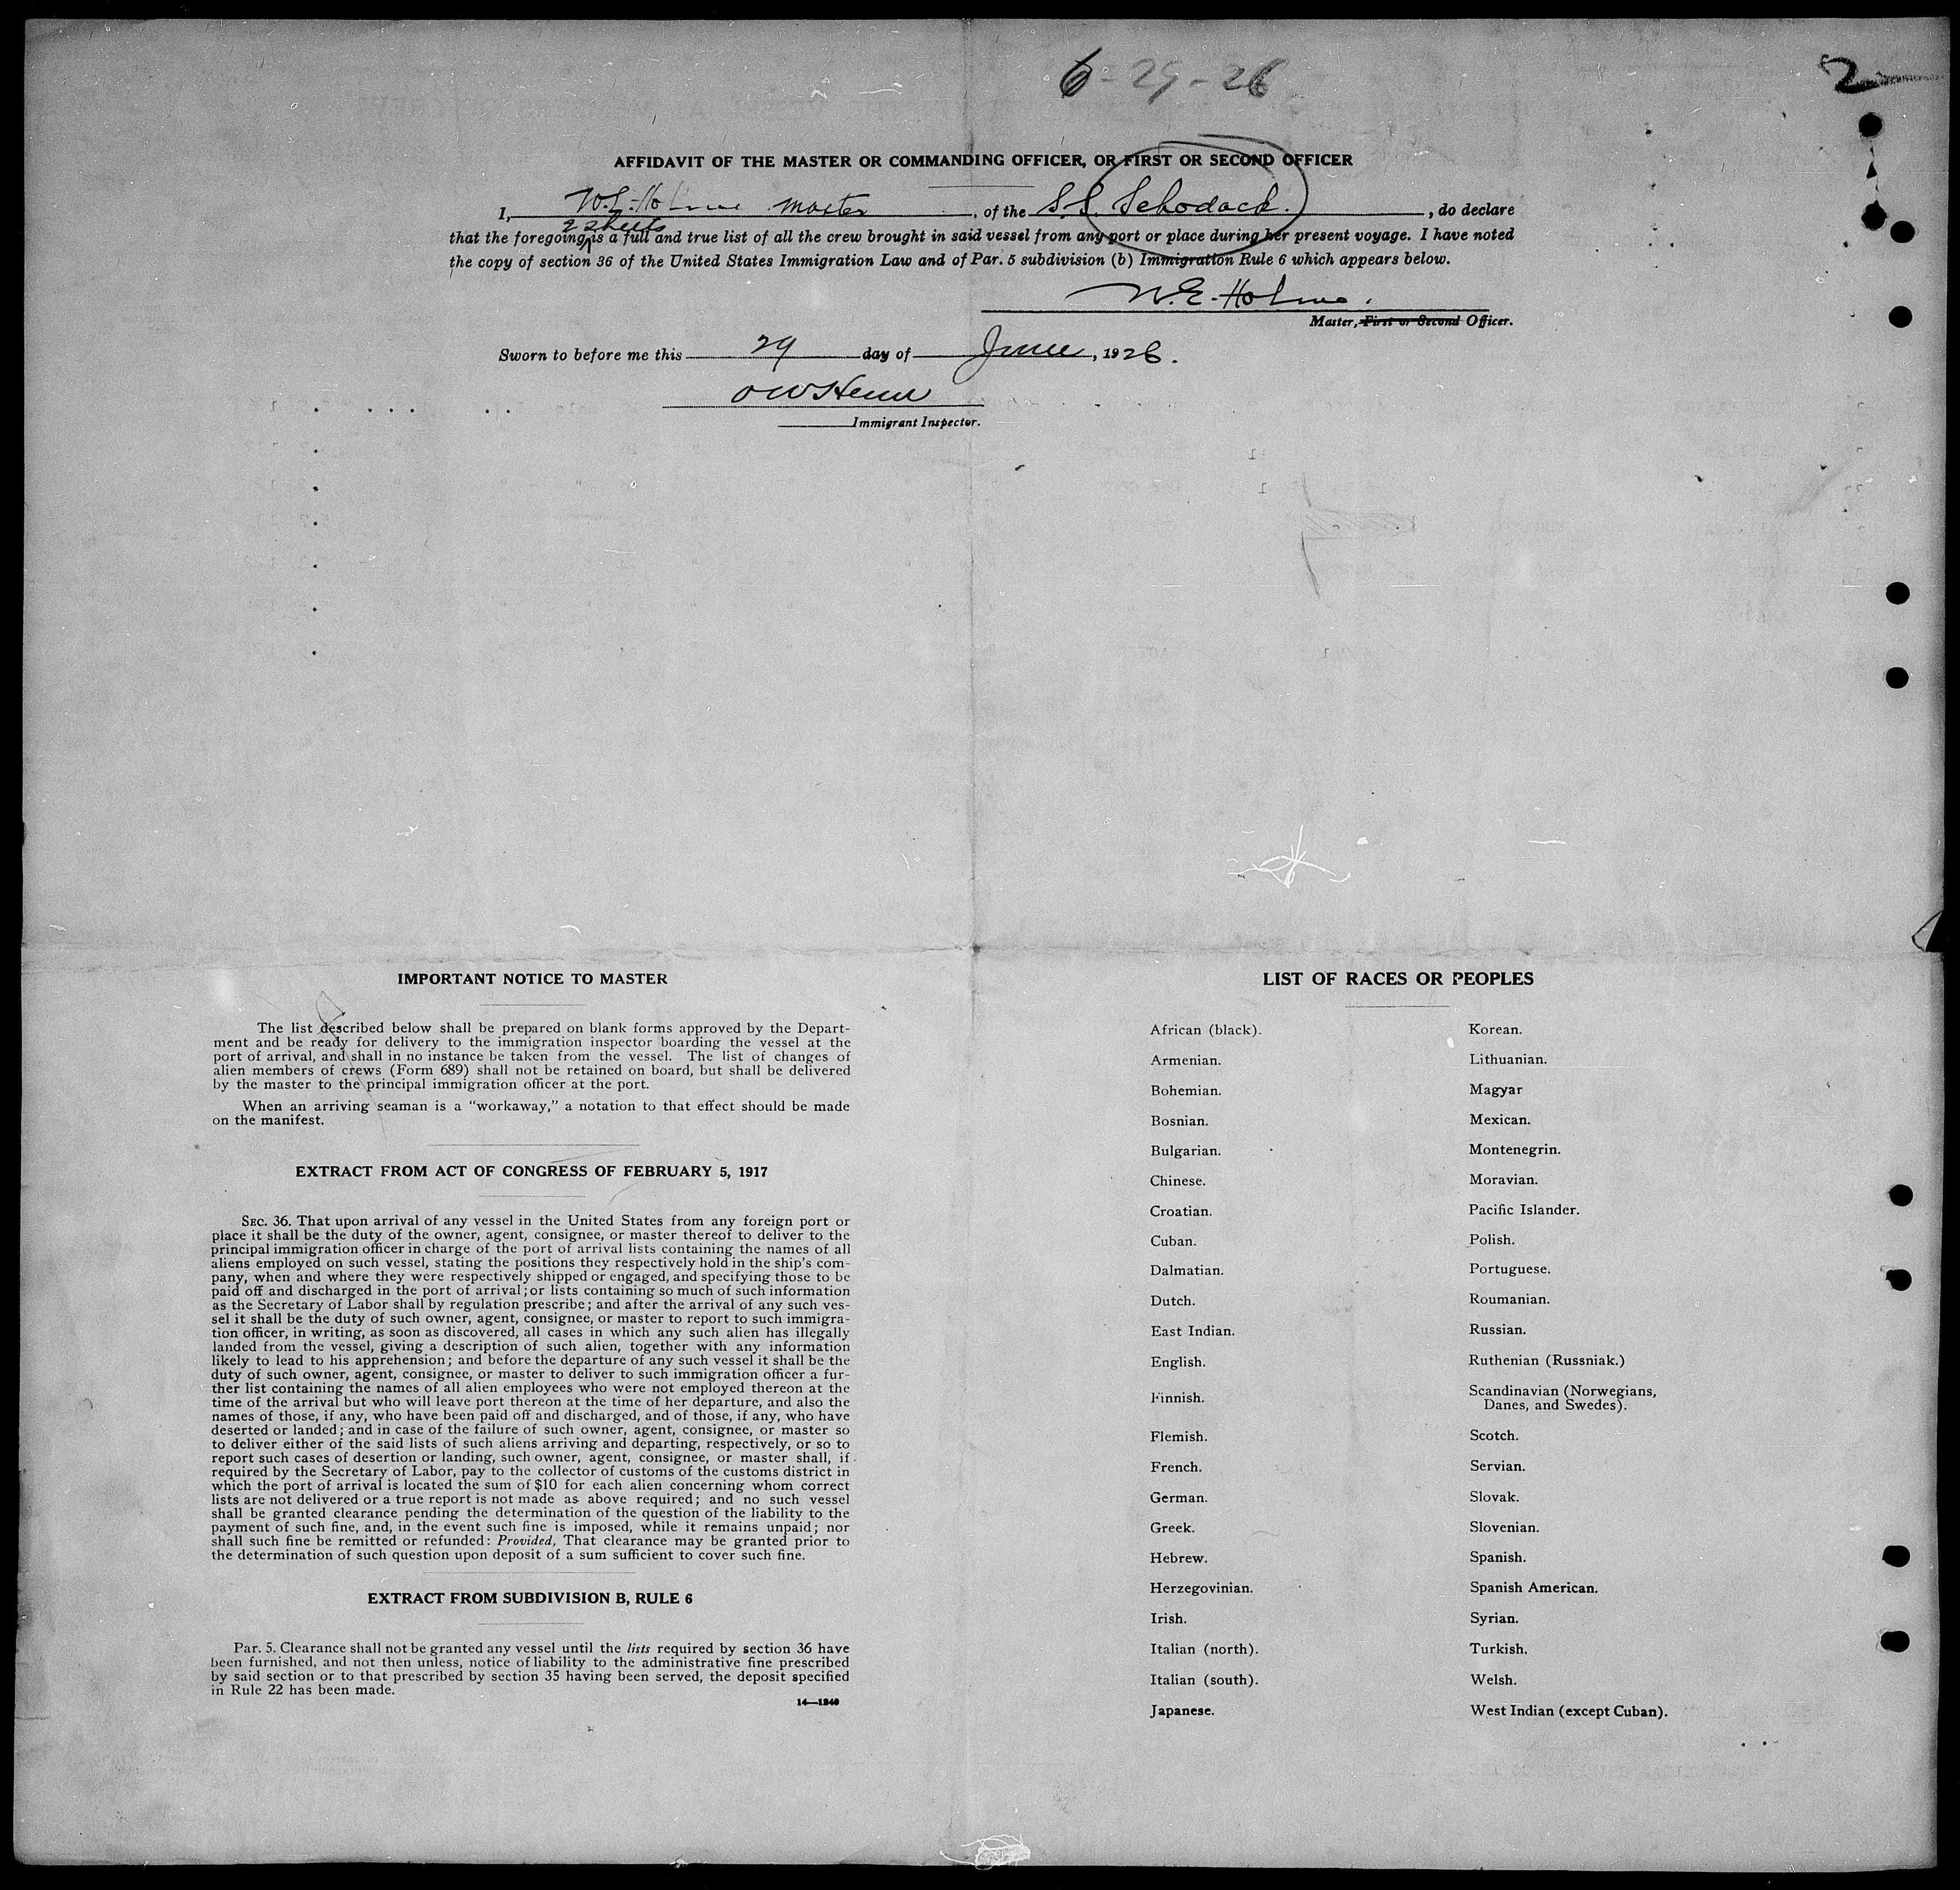 6-29-26
2
AFFIDAVIT OF THE MASTER OR COMMANDING OFFICER, OR FIRST OR SECOND OFFICER
I, W.E. Holmes master, of the S.S. Schodack., do declare
2 sheets
that the foregoing is a full and true list of all the crew brought in said vessel from any port or place during her present voyage. I have noted
the copy of section 36 of the United States Immigration Law and of Par. 5 subdivision (b) Immigration Rule 6 which appears below.
W.E. Holmes.
Master, First or Second Officer.
Sworn to before me this 29 day of June, 1926.
Immigrant Inspector.
IMPORTANT NOTICE TO MASTER
The list described below shall be prepared on blank forms approved by the Depart-
ment and be ready for delivery to the immigration inspector boarding the vessel at the
port of arrival, and shall in no instance be taken from the vessel. The list of changes of
alien members of crews (Form 689) shall not be retained on board, but shall be delivered
by the master to the principal immigration officer at the port.
When an arriving seaman is a "workaway," a notation to that effect should be made
on the manifest.
EXTRACT FROM ACT OF CONGRESS OF FEBRUARY 5, 1917
SEC. 36. That upon arrival of any vessel in the United States from any foreign port or
place it shall be the duty of the owner, agent, consignee, or master thereof to deliver to the
principal immigration officer in charge of the port of arrival lists containing the names of all
aliens employed on such vessel, stating the positions they respectively hold in the ship's com-
pany, when and where they were respectively shipped or engaged, and specifying those to be
paid off and discharged in the port of arrival; or lists containing so much of such information
as the Secretary of Labor shall by regulation prescribe; and after the arrival of any such ves-
sel it shall be the duty of such owner, agent, consignee, or master to report to such immigra-
tion officer, in writing, as soon as discovered, all cases in which any such alien has illegally
landed from the vessel, giving a description of such alien, together with any information
likely to lead to his apprehension; and before the departure of any such vessel it shall be the
duty of such owner, agent, consignee, or master to deliver to such immigration officer a fur-
ther list containing the names of all alien employees who were not employed thereon at the
time of the arrival but who will leave port thereon at the time of her departure, and also the
names of those, if any, who have been paid off and discharged, and of those, if any, who have
deserted or landed; and in case of the failure of such owner, agent, consignee, or master so
to deliver either of the said lists of such aliens arriving and departing, respectively, or so to
report such cases of desertion or landing, such owner, agent, consignee, or master shall, if
required by the Secretary of Labor, pay to the collector of customs of the customs district in
which the port of arrival is located the sum of $10 for each alien concerning whom correct
lists are not delivered or a true report is not made as above required; and no such vessel
shall be granted clearance pending the determination of the question of the liability to the
payment of such fine, and, in the event such fine is imposed, while it remains unpaid; nor
shall such fine be remitted or refunded: Provided, That clearance may be granted prior to
the determination of such question upon deposit of a sum sufficient to cover such fine.
EXTRACT FROM SUBDIVISION B, RULE 6
Par. 5. Clearance shall not be granted any vessel until the lists required by section 36 have
been furnished, and not then unless, notice of liability to the administrative fine prescribed
by said section or to that prescribed by section 35 having been served, the deposit specified
in Rule 22 has been made.
14—1240
LIST OF RACES OR PEOPLES
African (black).
Armenian.
Bohemian.
Bosnian.
Bulgarian.
Chinese.
Croatian.
Cuban.
Dalmatian.
Dutch.
East Indian.
English.
Finnish.
Flemish.
French.
German.
Greek.
Hebrew.
Herzegovinian.
Irish.
Italian (north).
Italian (south).
Japanese.
Korean.
Lithuanian.
Magyar
Mexican.
Montenegrin.
Moravian.
Pacific Islander.
Polish.
Portuguese.
Roumanian.
Russian.
Ruthenian (Russniak.)
Scandinavian (Norwegians,
Danes, and Swedes).
Scotch.
Servian.
Slovak.
Slovenian.
Spanish.
Spanish American.
Syrian.
Turkish.
Welsh.
West Indian (except Cuban).